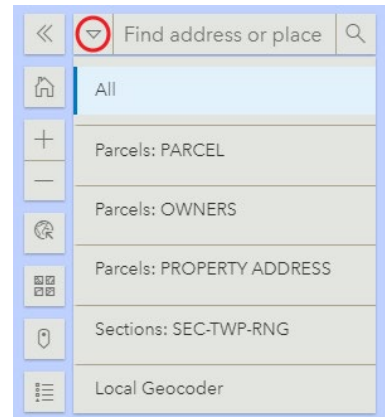 Find address or place
All
Parcels: PARCEL
Parcels: OWNERS
Parcels: PROPERTY ADDRESS
Sections: SEC-TWP-RNG
Local Geocoder